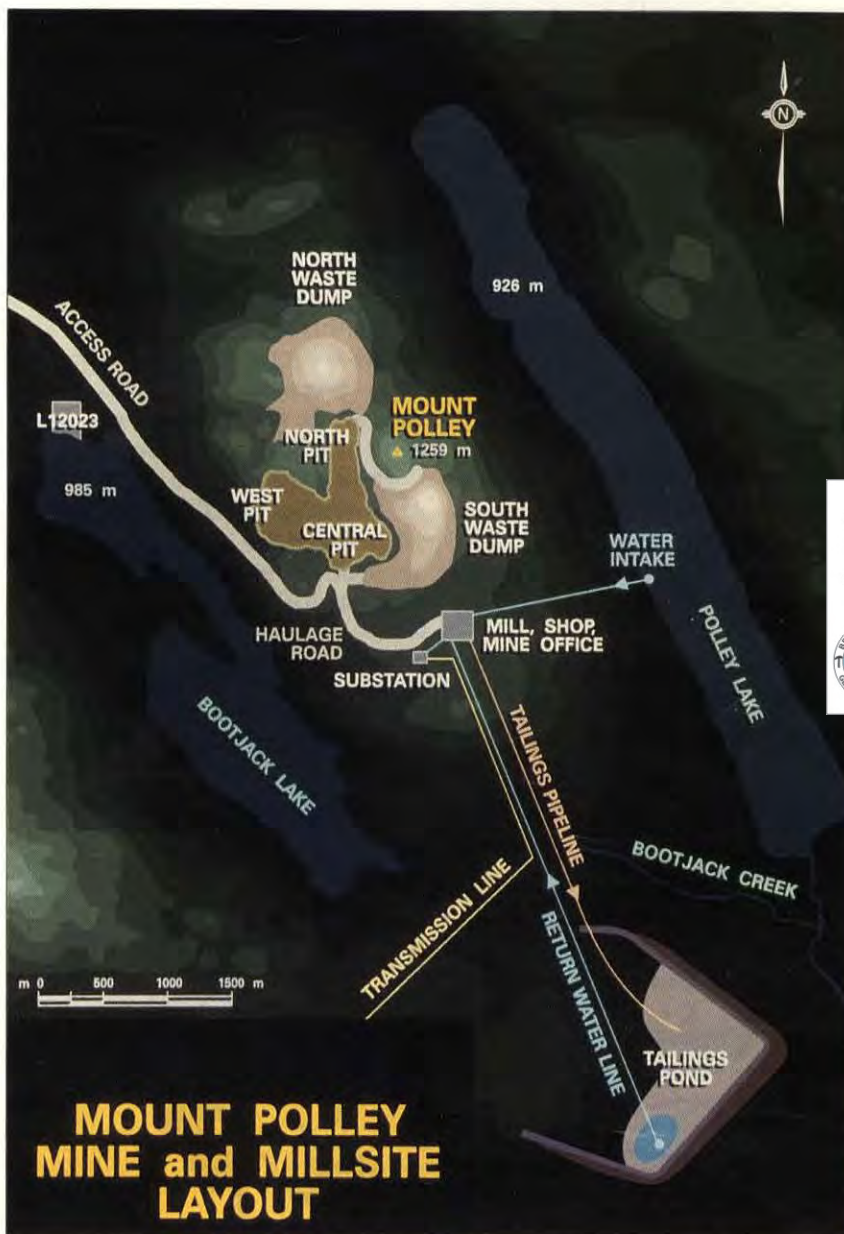 N
NORTH
WASTE
DUMP
926 m
ACCESS ROAD
L12023
MOUNT
POLLEY
1259 m
NORTH
PIT
985 m
WEST
PIT
CENTRAL
PIT
SOUTH
WASTE
DUMP
WATER
INTAKE
HAULAGE
ROAD
MILL, SHOP,
MINE OFFICE
SUBSTATION
POLLEY LAKE
BOOTJACK LAKE
TAILINGS PIPELINE
BOOTJACK CREEK
TRANSMISSION LINE
RETURN WATER LINE
m 0 500 1000 1500 m
TAILINGS
POND
MOUNT POLLEY
MINE and MILLSITE
LAYOUT